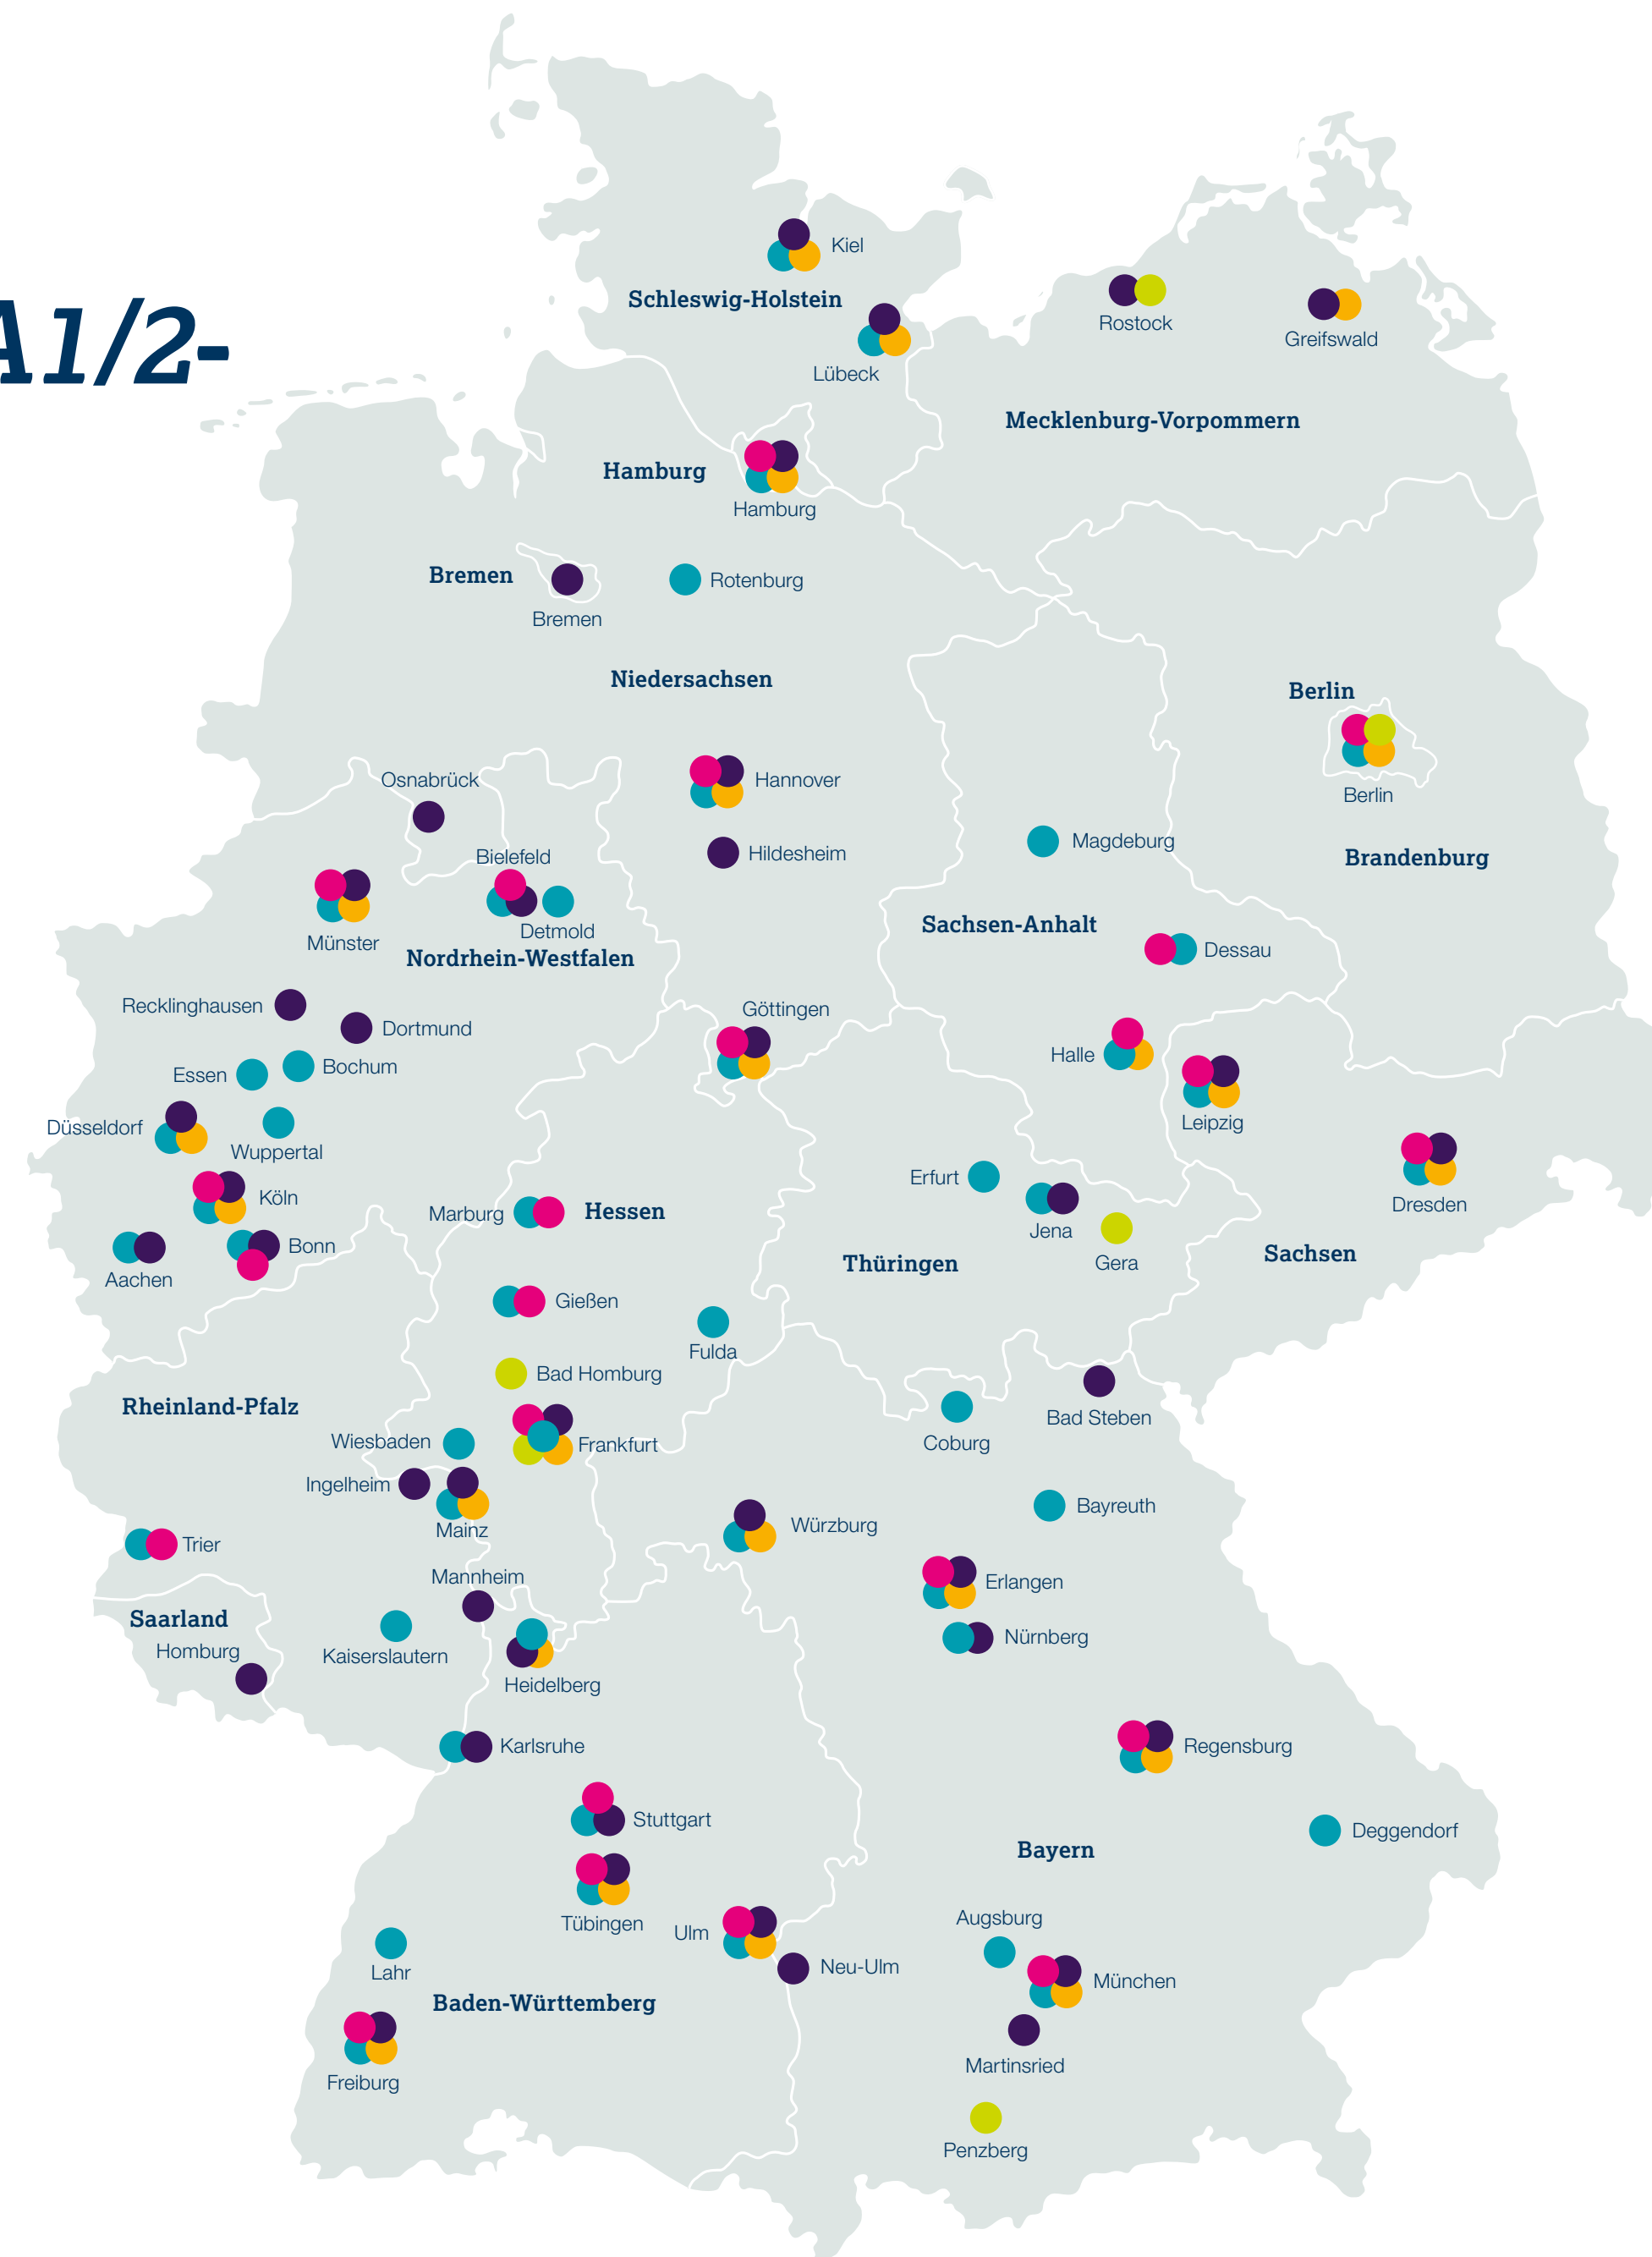 Kiel
Schleswig-Holstein
Rostock
Greifswald
A1/2-
Lübeck
Mecklenburg-Vorpommern
Hamburg
Hamburg
Bremen
Rotenburg
Bremen
Niedersachsen
Berlin
Osnabrück
Hannover
Berlin
Magdeburg
Hildesheim
Bielefeld
Brandenburg
Sachsen-Anhalt
Detmold
Münster
Dessau
Nordrhein-Westfalen
Recklinghausen
Göttingen
Dortmund
Halle
Bochum
Essen
Leipzig
Düsseldorf
Wuppertal
Erfurt
Köln
Dresden
Marburg
Hessen
Jena
Bonn
Sachsen
Gera
Thüringen
Aachen
Gießen
Fulda
Bad Homburg
Rheinland-Pfalz
Bad Steben
Wiesbaden
Coburg
Frankfurt
Ingelheim
Bayreuth
Würzburg
Mainz
Trier
Mannheim
Erlangen
Saarland
Nürnberg
Homburg
Kaiserslautern
Heidelberg
Karlsruhe
Regensburg
Stuttgart
Deggendorf
Bayern
Augsburg
Tübingen
Ulm
Neu-Ulm
Lahr
München
Baden-Württemberg
Martinsried
Freiburg
Penzberg